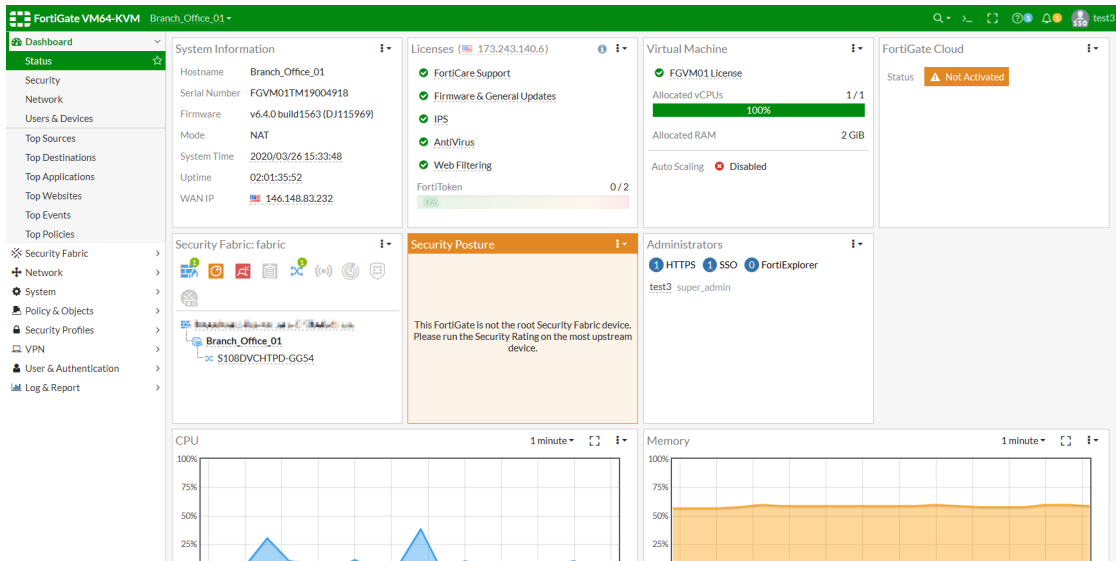 FortiGate VM64-KVM Branch_Office_01
1 1 SSO test3
Dashboard
Status
Security
Network
Users & Devices
Top Sources
Top Destinations
Top Applications
Top Websites
Top Events
Top Policies
Security Fabric
Network
System
Policy & Objects
Security Profiles
VPN
User & Authentication
Log & Report
System Information
Hostname Branch_Office_01
Serial Number FGVM01TM19004918
Firmware v6.4.0 build1563 (DJ115969)
Mode NAT
System Time 2020/03/26 15:33:48
Uptime 02:01:35:52
WAN IP 146.148.83.232
Licenses (173.243.140.6)
FortiCare Support
Firmware & General Updates
IPS
AntiVirus
Web Filtering
FortiToken 0 / 2
0%
Virtual Machine
FGVM01 License
Allocated vCPUs 1 / 1
100%
Allocated RAM 2 GiB
Auto Scaling Disabled
FortiGate Cloud
Status Not Activated
Security Fabric: fabric
1 1
Branch_Office_01
S108DVCHTPD-GG54
Security Posture
This FortiGate is not the root Security Fabric device.
Please run the Security Rating on the most upstream
device.
Administrators
1 HTTPS 1 SSO 0 FortiExplorer
test3 super_admin
CPU 1 minute
100%
75%
50%
25%
Memory 1 minute
100%
75%
50%
25%